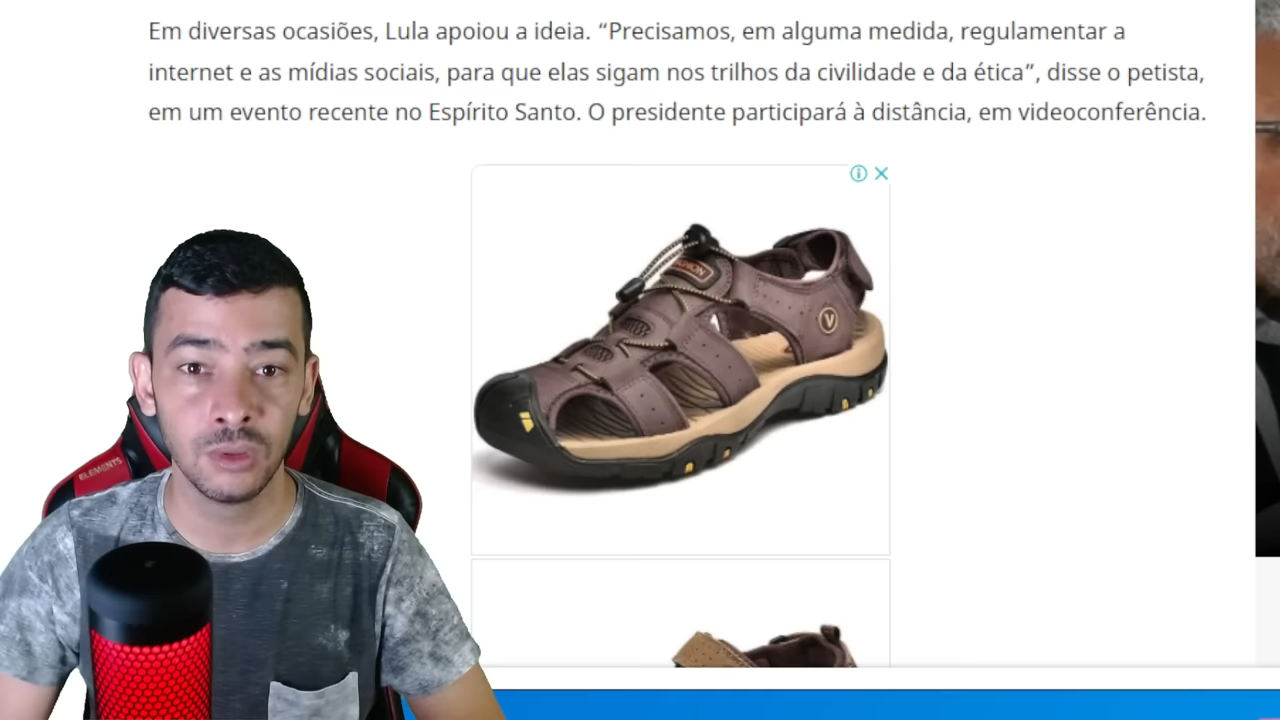 Em diversas ocasiões, Lula apoiou a ideia. “Precisamos, em alguma medida, regulamentar a
internet e as mídias sociais, para que elas sigam nos trilhos da civilidade e da ética”, disse o petista,
em um evento recente no Espírito Santo. O presidente participará à distância, em videoconferência.
V
ELEMENTS